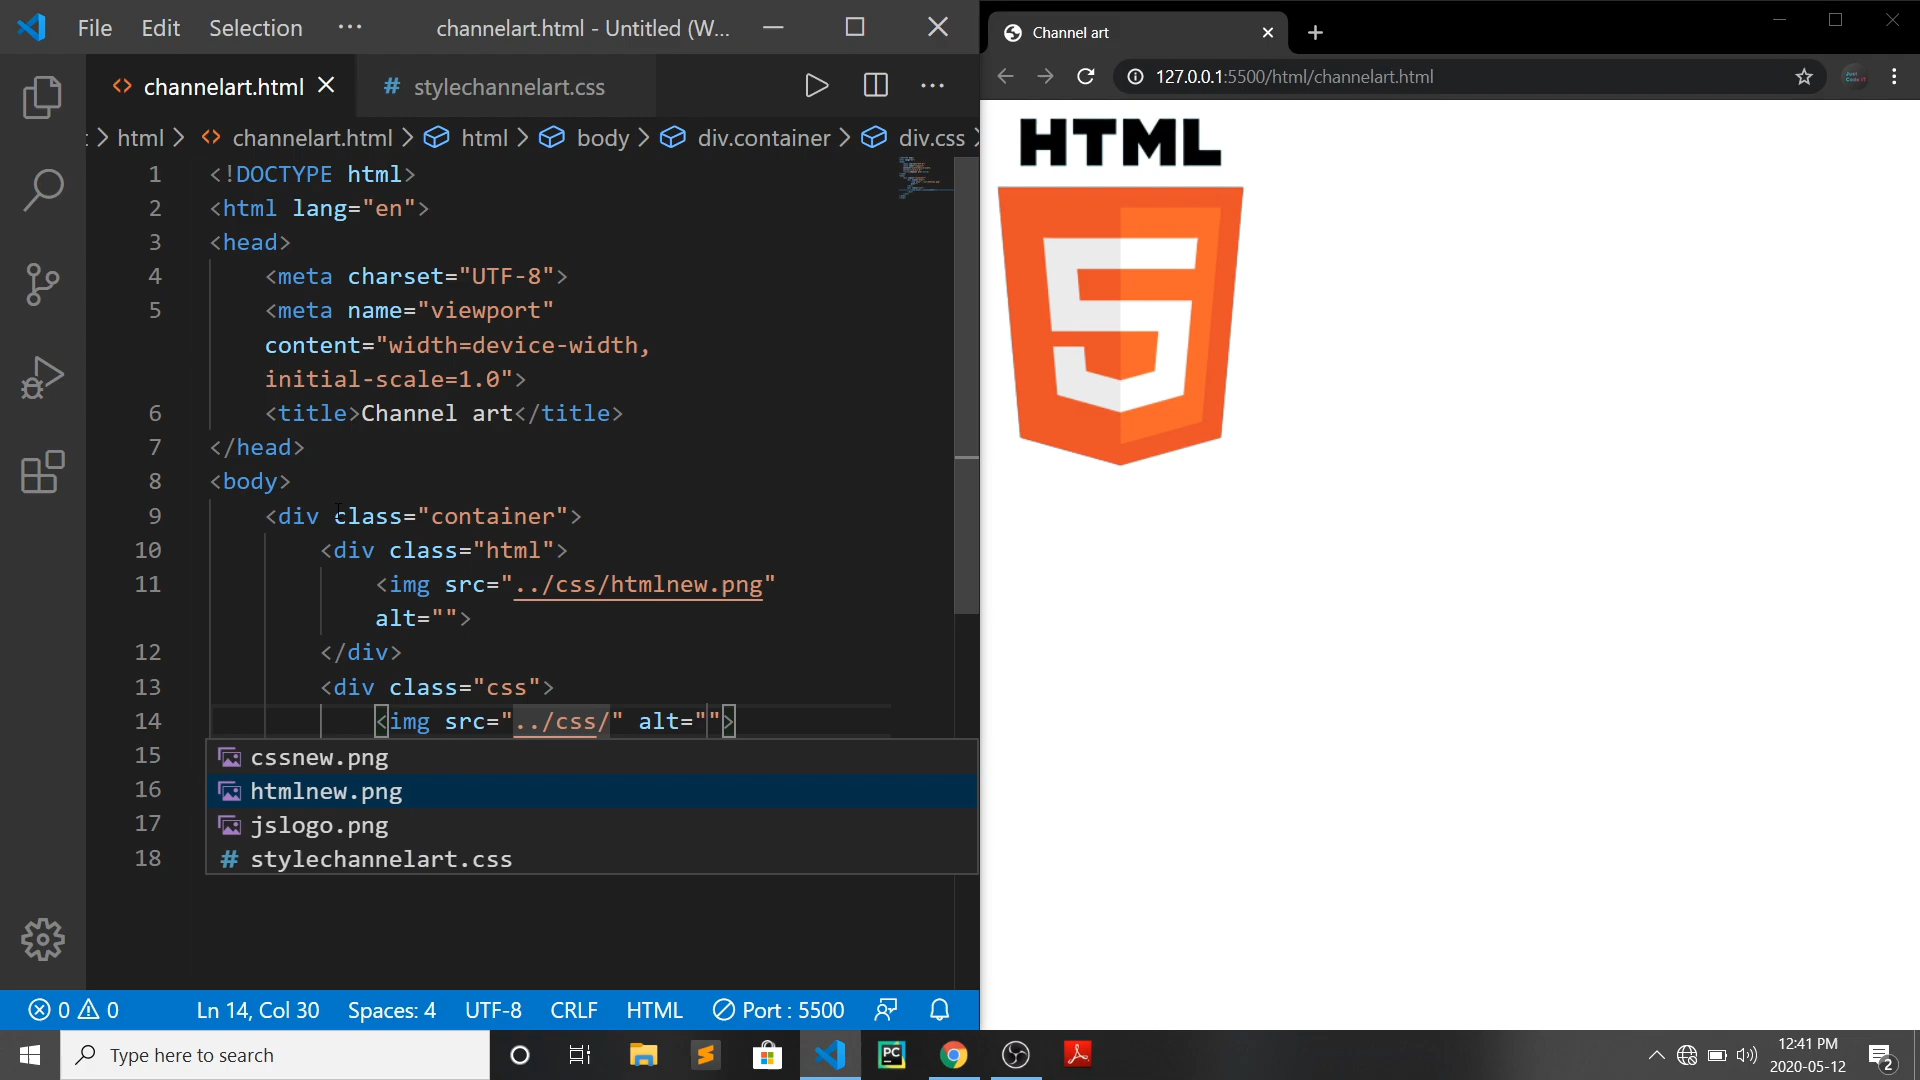 File Edit Selection ··· channelart.html - Untitled (W...
channelart.html stylechannelart.css
html > channelart.html > html > body > div.container > div.css >
1 <!DOCTYPE html>
2 <html lang="en">
3 <head>
4 <meta charset="UTF-8">
5 <meta name="viewport"
content="width=device-width,
initial-scale=1.0">
6 <title>Channel art</title>
7 </head>
8 <body>
9 <div class="container">
10 <div class="html">
11 <img src="../css/htmlnew.png"
alt="">
12 </div>
13 <div class="css">
14 <img src="../css/" alt="">
15 cssnew.png
16 htmlnew.png
17 jslogo.png
18 # stylechannelart.css
0 0 Ln 14, Col 30 Spaces: 4 UTF-8 CRLF HTML Port : 5500
Channel art
127.0.0.1:5500/html/channelart.html
HTML
5
Type here to search
PC
12:41 PM
2020-05-12
2